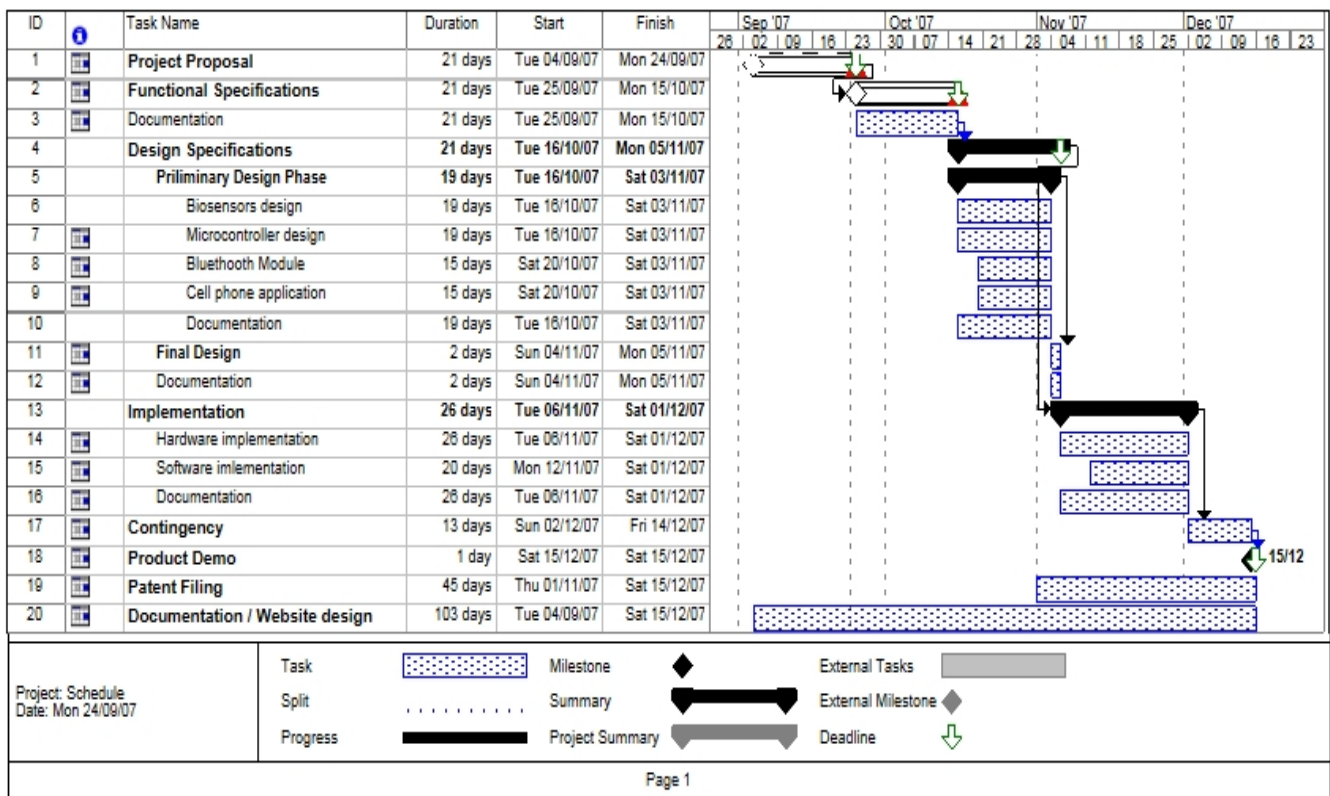 ID Task Name Duration Start Finish Sep '07 Oct '07 Nov '07 Dec '07
26 02 09 16 23 30 07 14 21 28 04 11 18 25 02 09 16 23
1 Project Proposal 21 days Tue 04/09/07 Mon 24/09/07
2 Functional Specifications 21 days Tue 25/09/07 Mon 15/10/07
3 Documentation 21 days Tue 25/09/07 Mon 15/10/07
4 Design Specifications 21 days Tue 16/10/07 Mon 05/11/07
5 Priliminary Design Phase 19 days Tue 16/10/07 Sat 03/11/07
6 Biosensors design 19 days Tue 16/10/07 Sat 03/11/07
7 Microcontroller design 19 days Tue 16/10/07 Sat 03/11/07
8 Bluethooth Module 15 days Sat 20/10/07 Sat 03/11/07
9 Cell phone application 15 days Sat 20/10/07 Sat 03/11/07
10 Documentation 19 days Tue 16/10/07 Sat 03/11/07
11 Final Design 2 days Sun 04/11/07 Mon 05/11/07
12 Documentation 2 days Sun 04/11/07 Mon 05/11/07
13 Implementation 26 days Tue 06/11/07 Sat 01/12/07
14 Hardware implementation 26 days Tue 06/11/07 Sat 01/12/07
15 Software imlementation 20 days Mon 12/11/07 Sat 01/12/07
16 Documentation 26 days Tue 06/11/07 Sat 01/12/07
17 Contingency 13 days Sun 02/12/07 Fri 14/12/07
18 Product Demo 1 day Sat 15/12/07 Sat 15/12/07 15/12
19 Patent Filing 45 days Thu 01/11/07 Sat 15/12/07
20 Documentation / Website design 103 days Tue 04/09/07 Sat 15/12/07
Project: Schedule
Date: Mon 24/09/07
Task Milestone External Tasks
Split Summary External Milestone
Progress Project Summary Deadline
Page 1